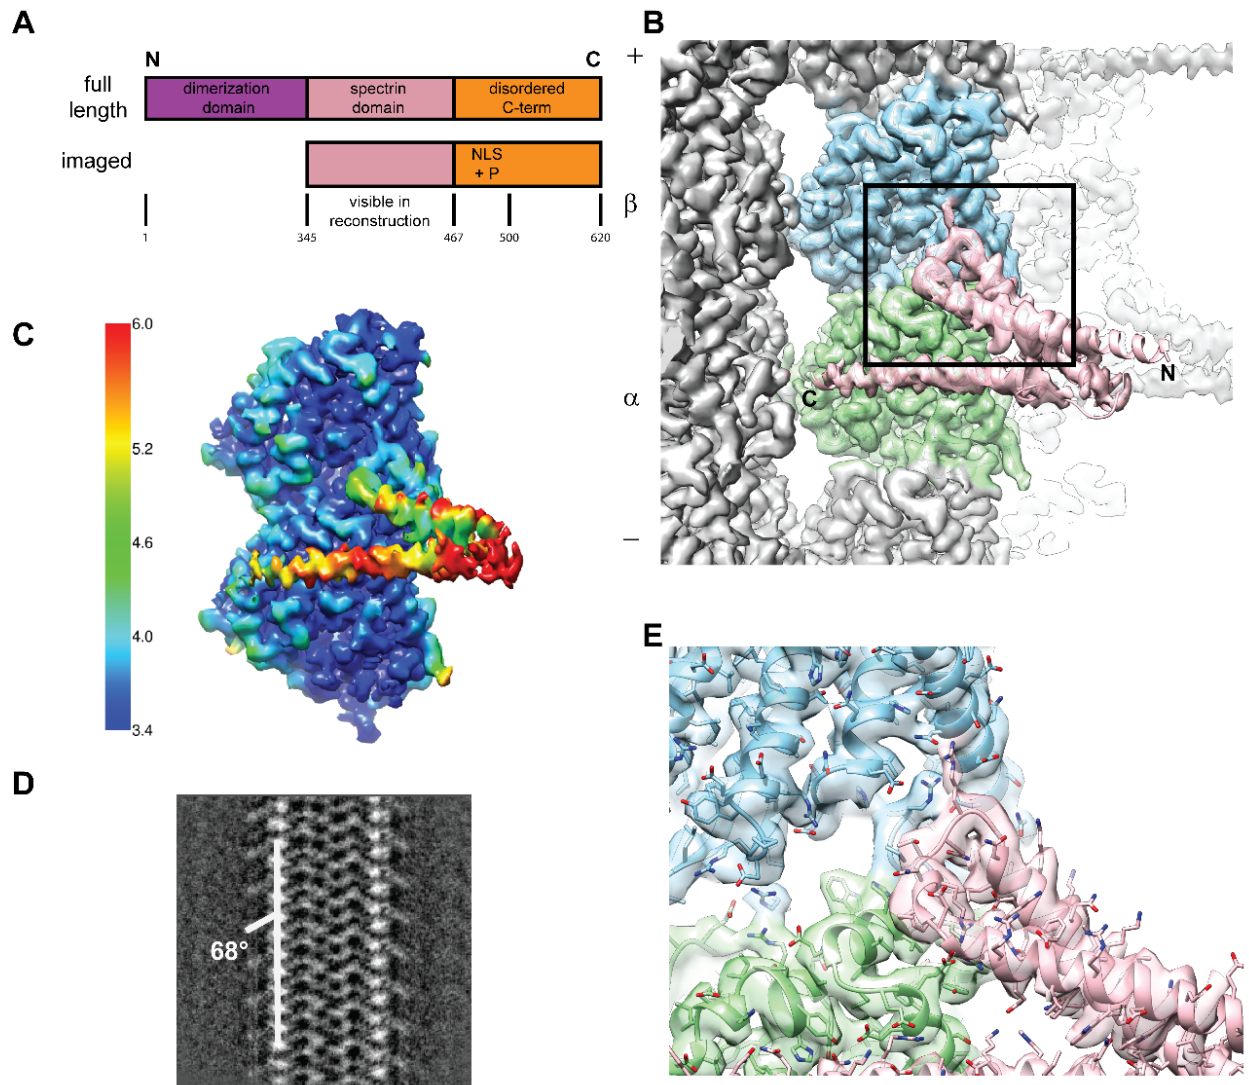 A
N
C
full
length
dimerization
domain
spectrin
domain
disordered
C-term
imaged
NLS
+ P
visible in
reconstruction
1
345
467
500
620
B
+
β
α
–
N
C
C
6.0
5.2
4.6
4.0
3.4
D
68°
E